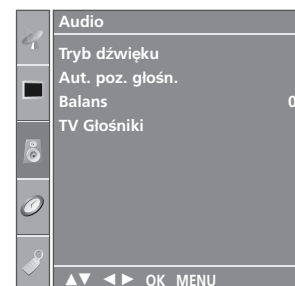 Audio
Tryb dźwięku
Aut. poz. głośn.
Balans 0
TV Głośniki
▲▼ ◄► OK MENU